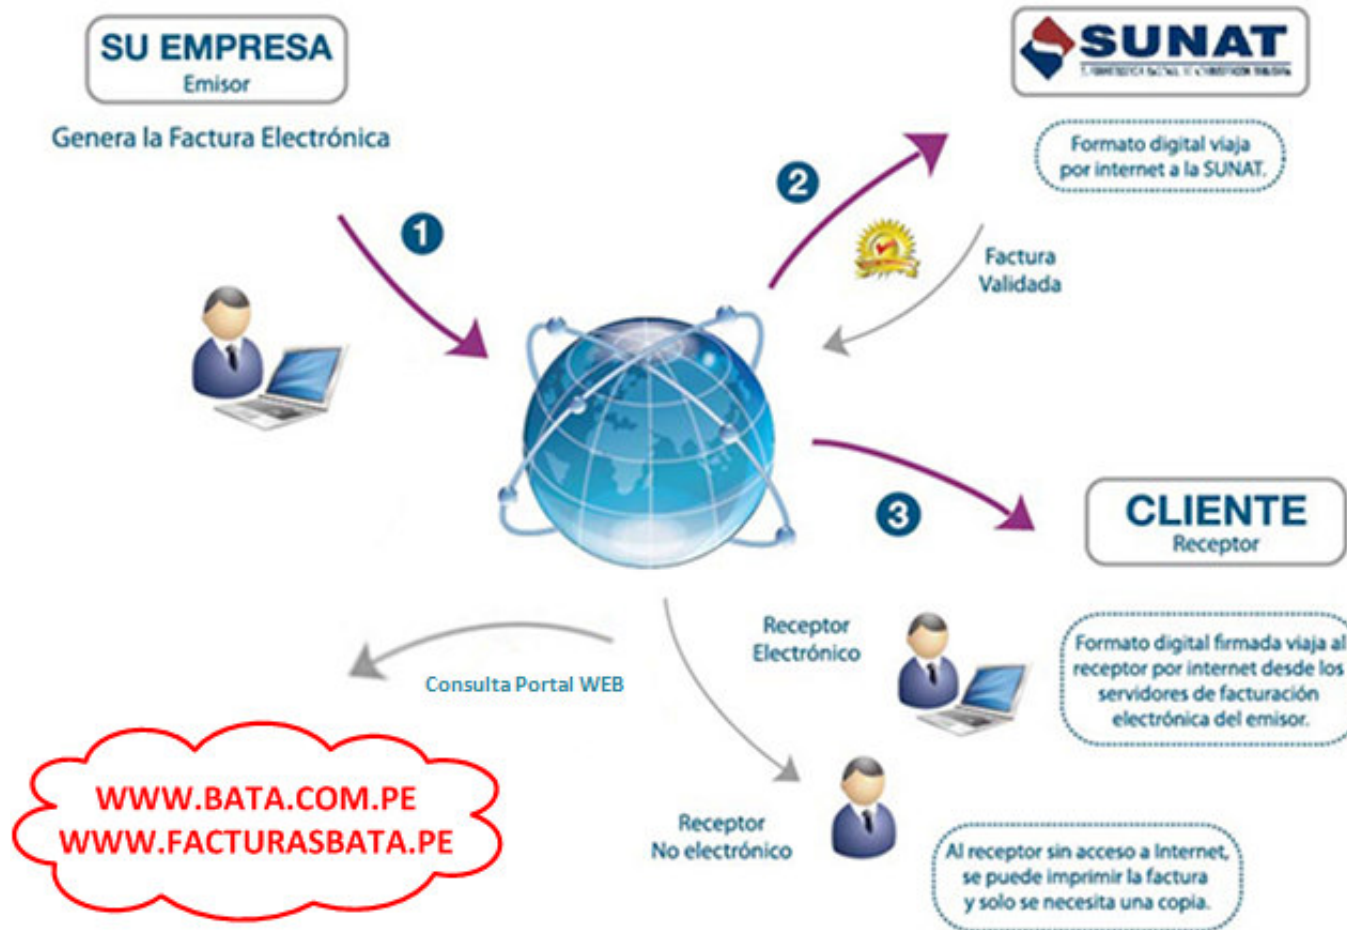 SU EMPRESA
Emisor
Genera la Factura Electrónica
1
2
SUNAT
Formato digital viaja
por internet a la SUNAT.
Factura
Validada
3
CLIENTE
Receptor
Receptor
Electrónico
Formato digital firmada viaja al
receptor por internet desde los
servidores de facturación
electrónica del emisor.
Consulta Portal WEB
WWW.BATA.COM.PE
WWW.FACTURASBATA.PE
Receptor
No electrónico
Al receptor sin acceso a Internet,
se puede imprimir la factura
y solo se necesita una copia.